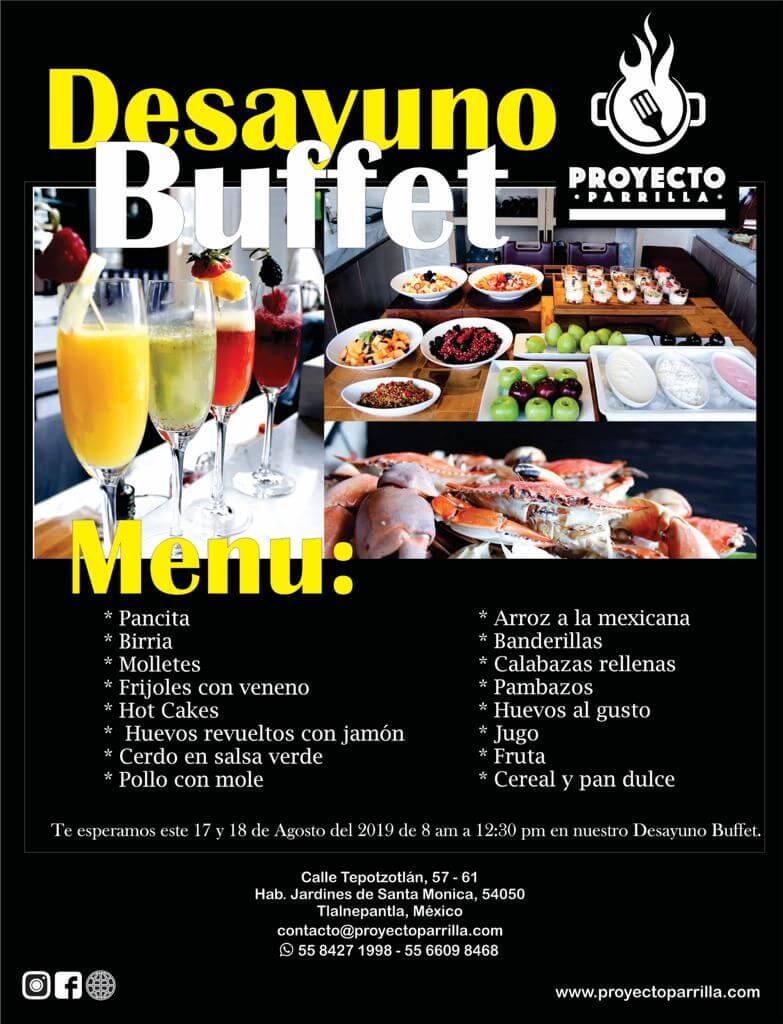 Desayuno
Buffet
PROYECTO
· PARRILLA ·
Menu:
* Pancita
* Birria
* Molletes
* Frijoles con veneno
* Hot Cakes
* Huevos revueltos con jamón
* Cerdo en salsa verde
* Pollo con mole
* Arroz a la mexicana
* Banderillas
* Calabazas rellenas
* Pambazos
* Huevos al gusto
* Jugo
* Fruta
* Cereal y pan dulce
Te esperamos este 17 y 18 de Agosto del 2019 de 8 am a 12:30 pm en nuestro Desayuno Buffet.
Calle Tepotzotlán, 57 - 61
Hab. Jardines de Santa Monica, 54050
Tlalnepantla, México
contacto@proyectoparrilla.com
55 8427 1998 - 55 6609 8468
www.proyectoparrilla.com